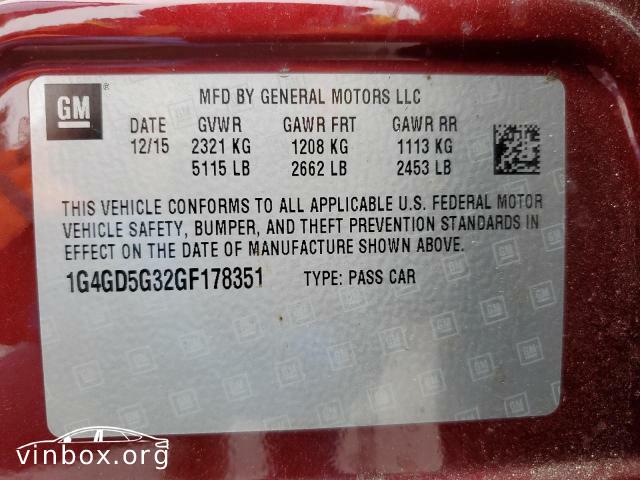 GM
MFD BY GENERAL MOTORS LLC
DATE GVWR GAWR FRT GAWR RR
12/15 2321 KG 1208 KG 1113 KG
5115 LB 2662 LB 2453 LB
THIS VEHICLE CONFORMS TO ALL APPLICABLE U.S. FEDERAL MOTOR
VEHICLE SAFETY, BUMPER, AND THEFT PREVENTION STANDARDS IN
EFFECT ON THE DATE OF MANUFACTURE SHOWN ABOVE.
1G4GD5G32GF178351 TYPE: PASS CAR
vinbox.org